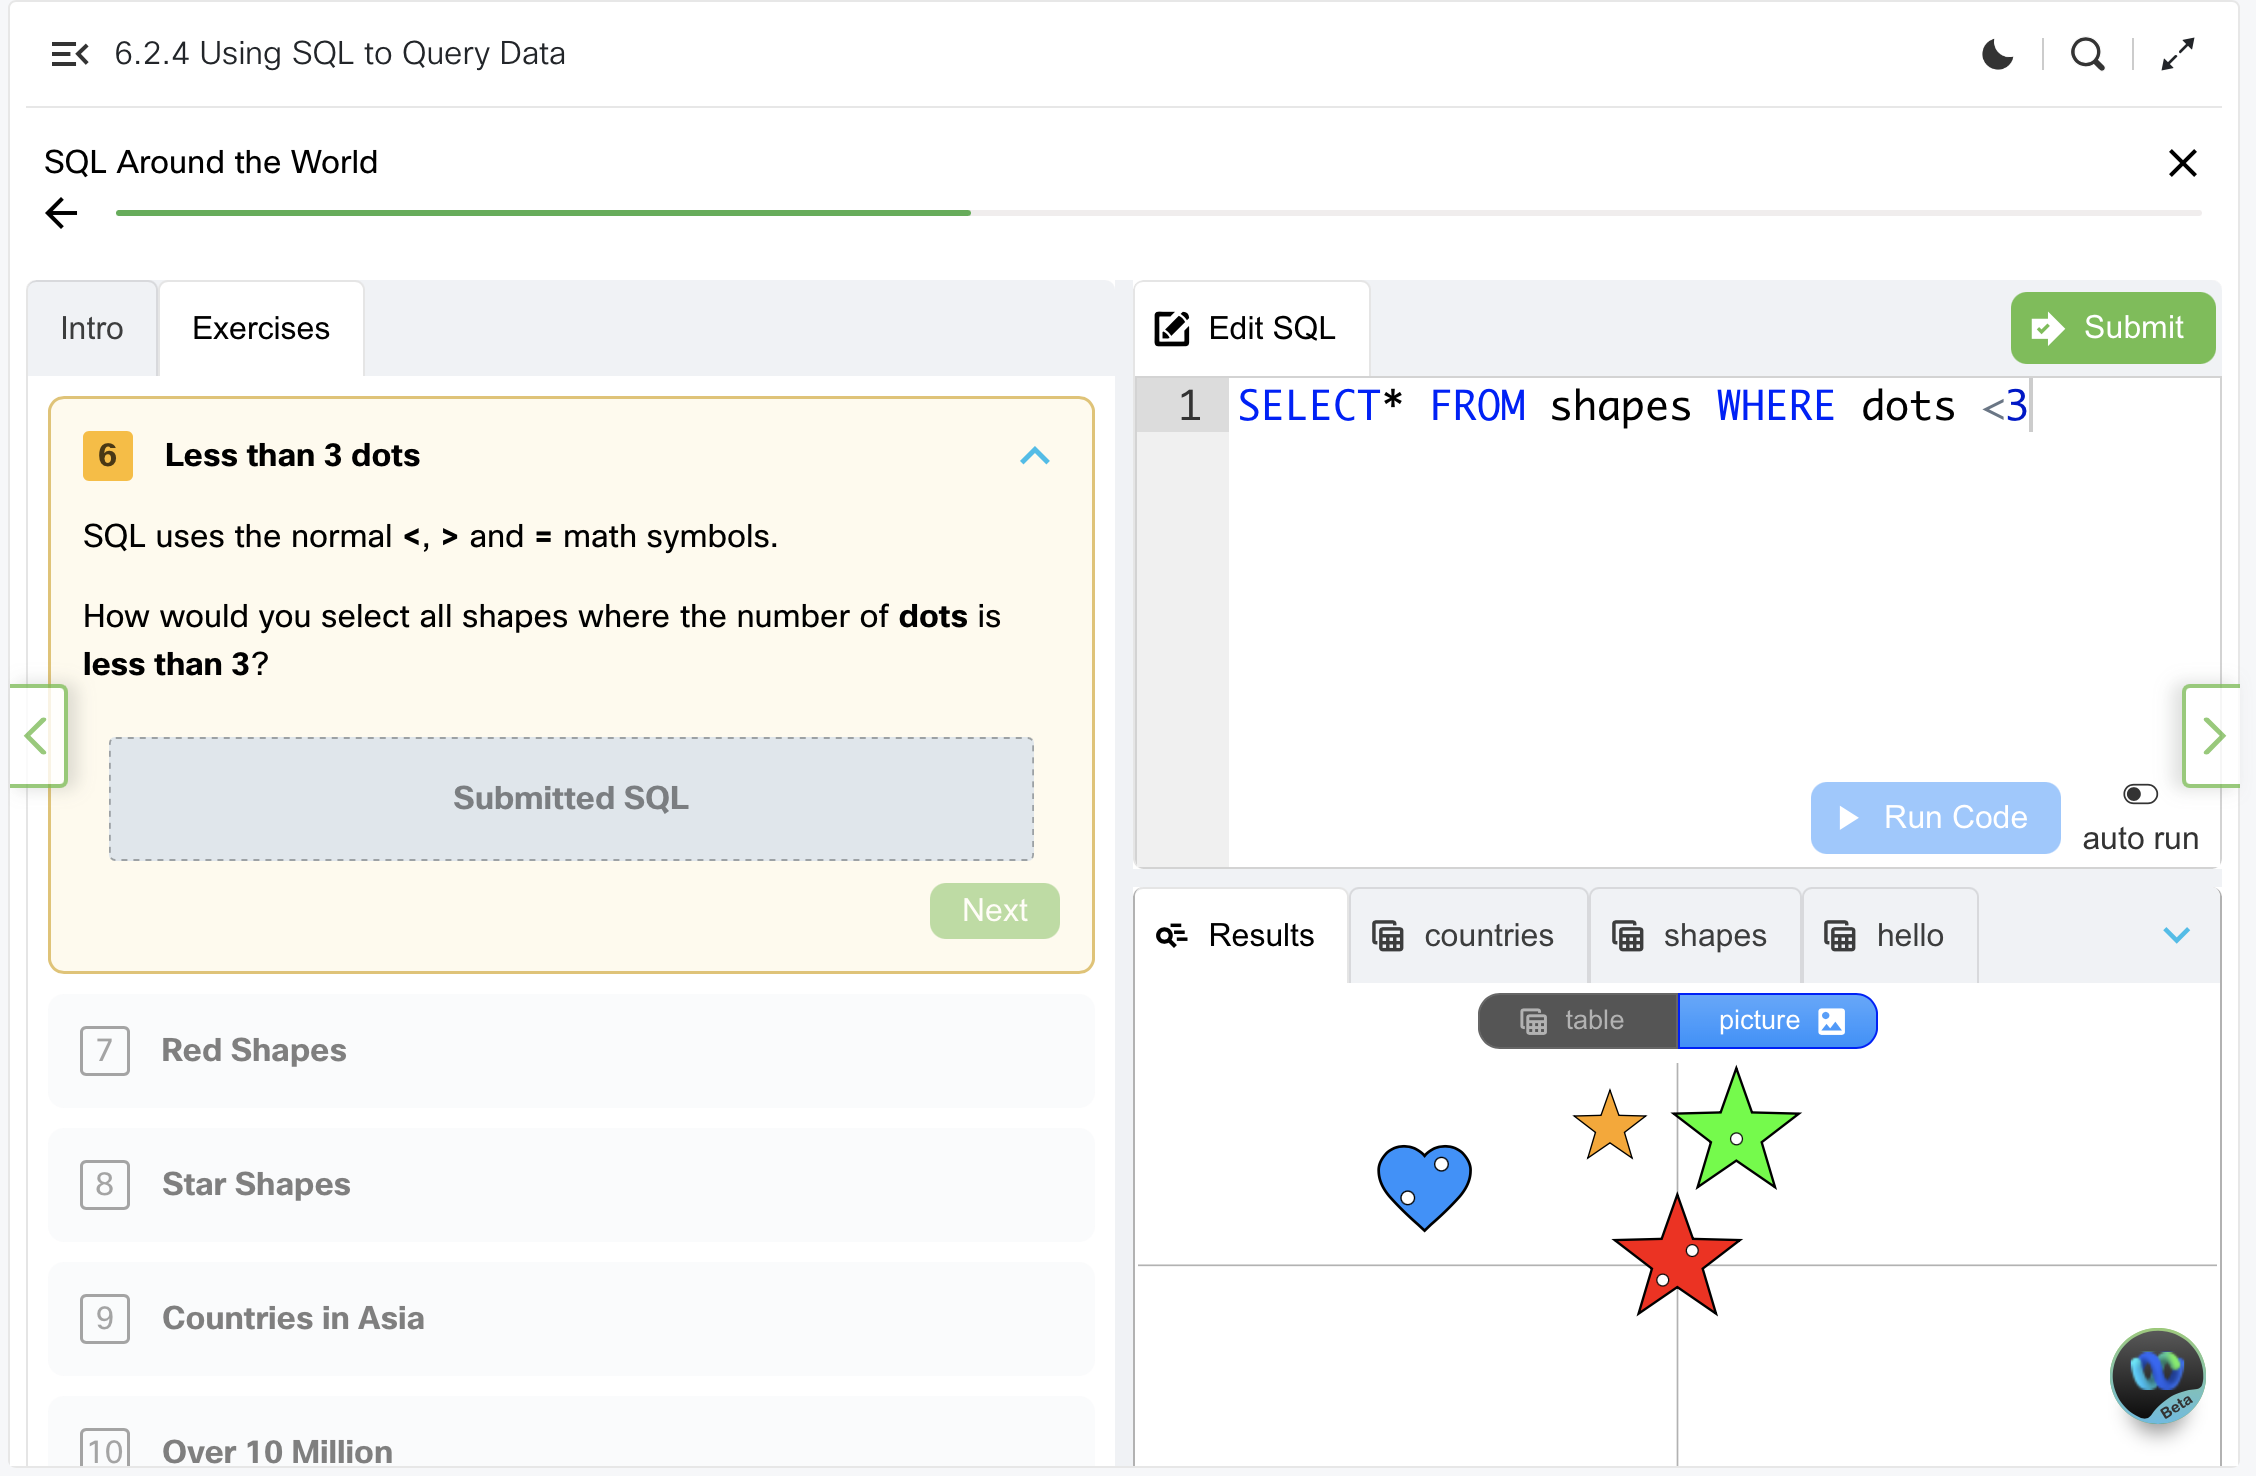 6.2.4 Using SQL to Query Data
SQL Around the World
Intro
Exercises
6
Less than 3 dots
SQL uses the normal <, > and = math symbols.
How would you select all shapes where the number of dots is
less than 3?
Submitted SQL
Next
7
Red Shapes
8
Star Shapes
9
Countries in Asia
10
Over 10 Million
Edit SQL
Submit
1
SELECT* FROM shapes WHERE dots <3
Run Code
auto run
Results
countries
shapes
hello
table
picture
Beta